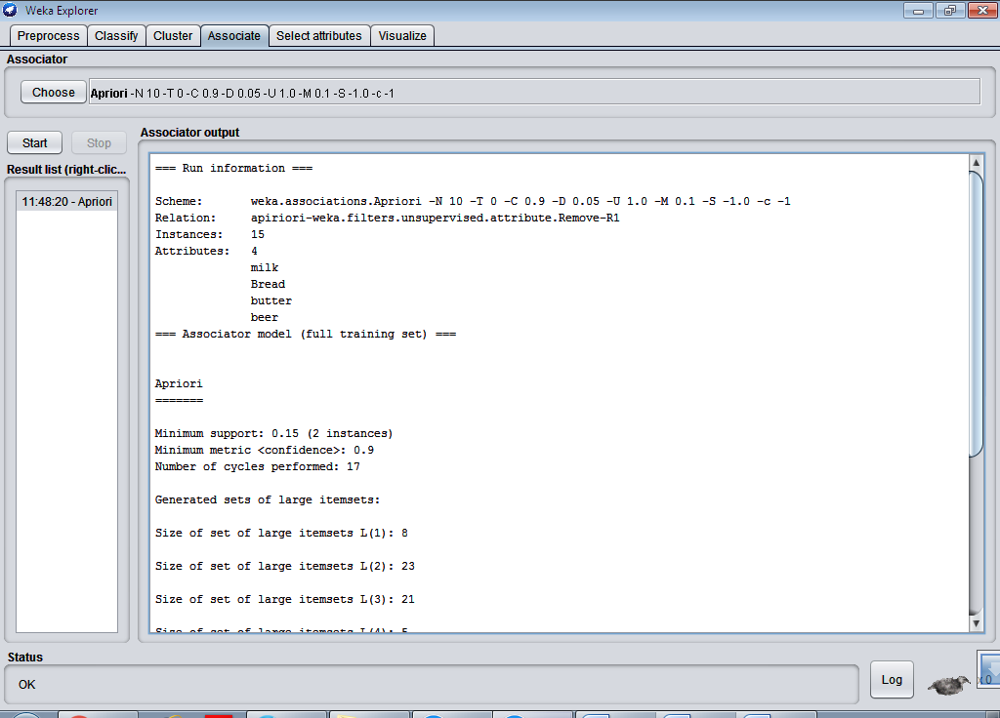 Weka Explorer
Preprocess Classify Cluster Associate Select attributes Visualize
Associator
Choose Apriori -N 10 -T 0 -C 0.9 -D 0.05 -U 1.0 -M 0.1 -S -1.0 -c -1
Start Stop
Associator output
Result list (right-clic...
11:48:20 - Apriori
=== Run information ===
Scheme: weka.associations.Apriori -N 10 -T 0 -C 0.9 -D 0.05 -U 1.0 -M 0.1 -S -1.0 -c -1
Relation: apiriori-weka.filters.unsupervised.attribute.Remove-R1
Instances: 15
Attributes: 4
milk
Bread
butter
beer
=== Associator model (full training set) ===
Apriori
=======
Minimum support: 0.15 (2 instances)
Minimum metric <confidence>: 0.9
Number of cycles performed: 17
Generated sets of large itemsets:
Size of set of large itemsets L(1): 8
Size of set of large itemsets L(2): 23
Size of set of large itemsets L(3): 21
Size of set of large itemsets L(4): 5
Status
OK
Log
x 0